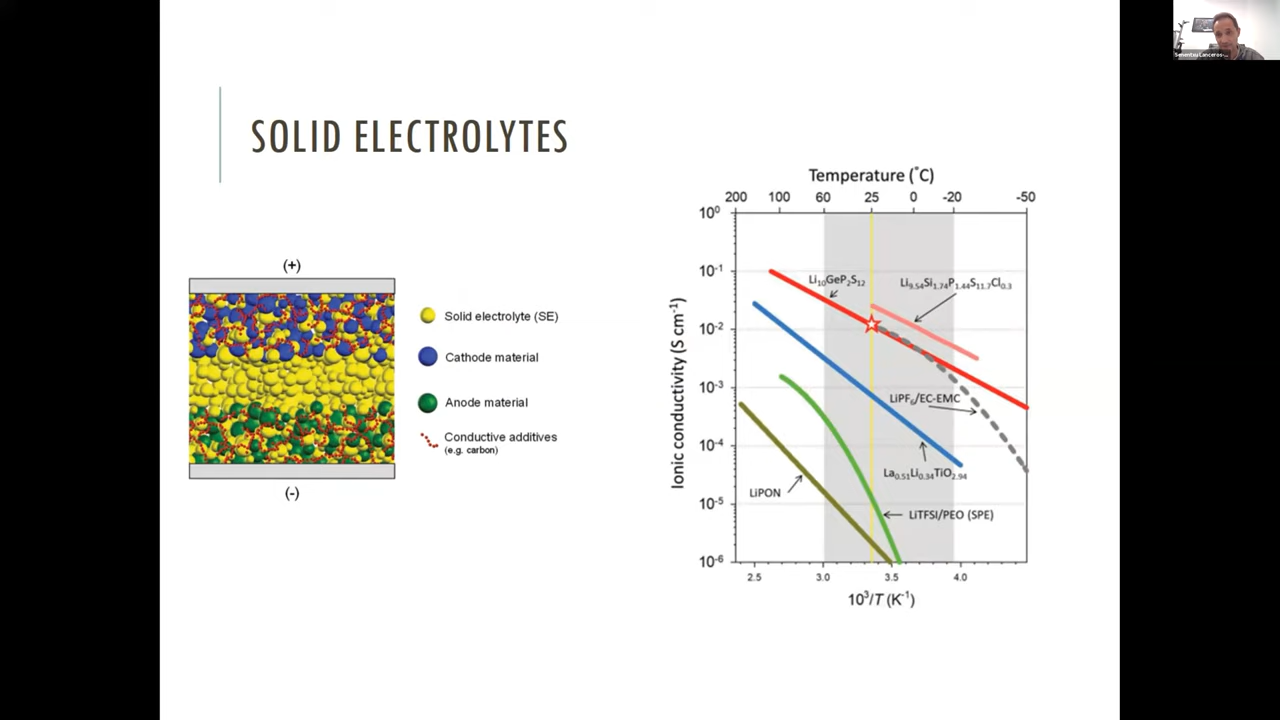 SOLID ELECTROLYTES
(+)
Solid electrolyte (SE)
Cathode material
Anode material
Conductive additives
(e.g. carbon)
(-)
Temperature (°C)
200 100 60 25 0 -20 -50
10⁰
10⁻¹
10⁻²
10⁻³
10⁻⁴
10⁻⁵
10⁻⁶
Ionic conductivity (S cm⁻¹)
Li₁₀GeP₂S₁₂
Li₉.₅₄Si₁.₇₄P₁.₄₄S₁₁.₇Cl₀.₃
LiPF₆/EC-EMC
La₀.₅₁Li₀.₃₄TiO₂.₉₄
LiPON
LiTFSI/PEO (SPE)
2.5 3.0 3.5 4.0
10³/T (K⁻¹)